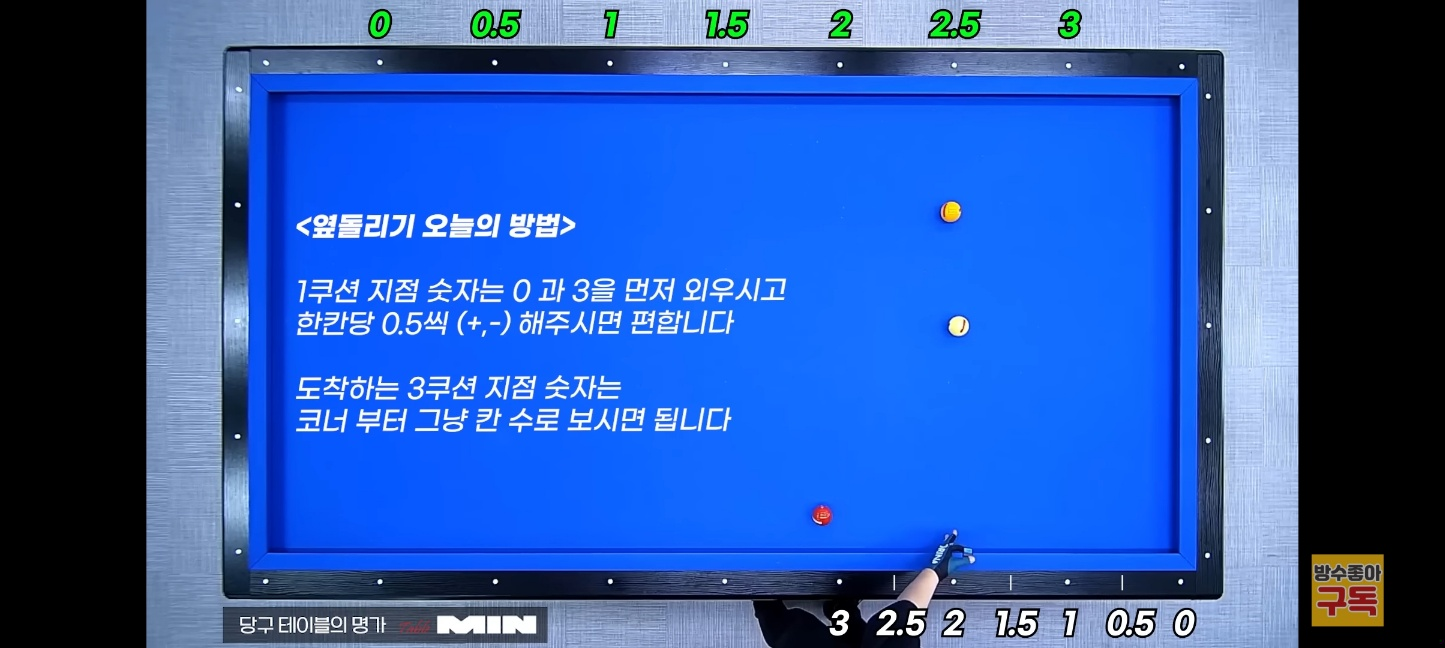 0 0.5 1 1.5 2 2.5 3
<옆돌리기 오늘의 방법>
1쿠션 지점 숫자는 0 과 3을 먼저 외우시고
한칸당 0.5씩 (+,-) 해주시면 편합니다
도착하는 3쿠션 지점 숫자는
코너 부터 그냥 칸 수로 보시면 됩니다
방수좋아
구독
당구 테이블의 명가 MIN
3 2.5 2 1.5 1 0.5 0